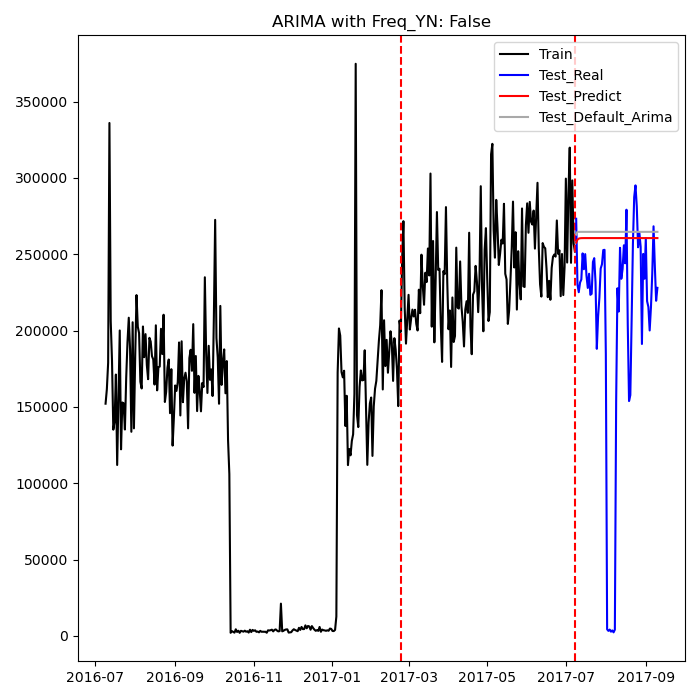 ARIMA with Freq_YN: False
Train
Test_Real
Test_Predict
Test_Default_Arima
350000
300000
250000
200000
150000
100000
50000
0
2016-07 2016-09 2016-11 2017-01 2017-03 2017-05 2017-07 2017-09